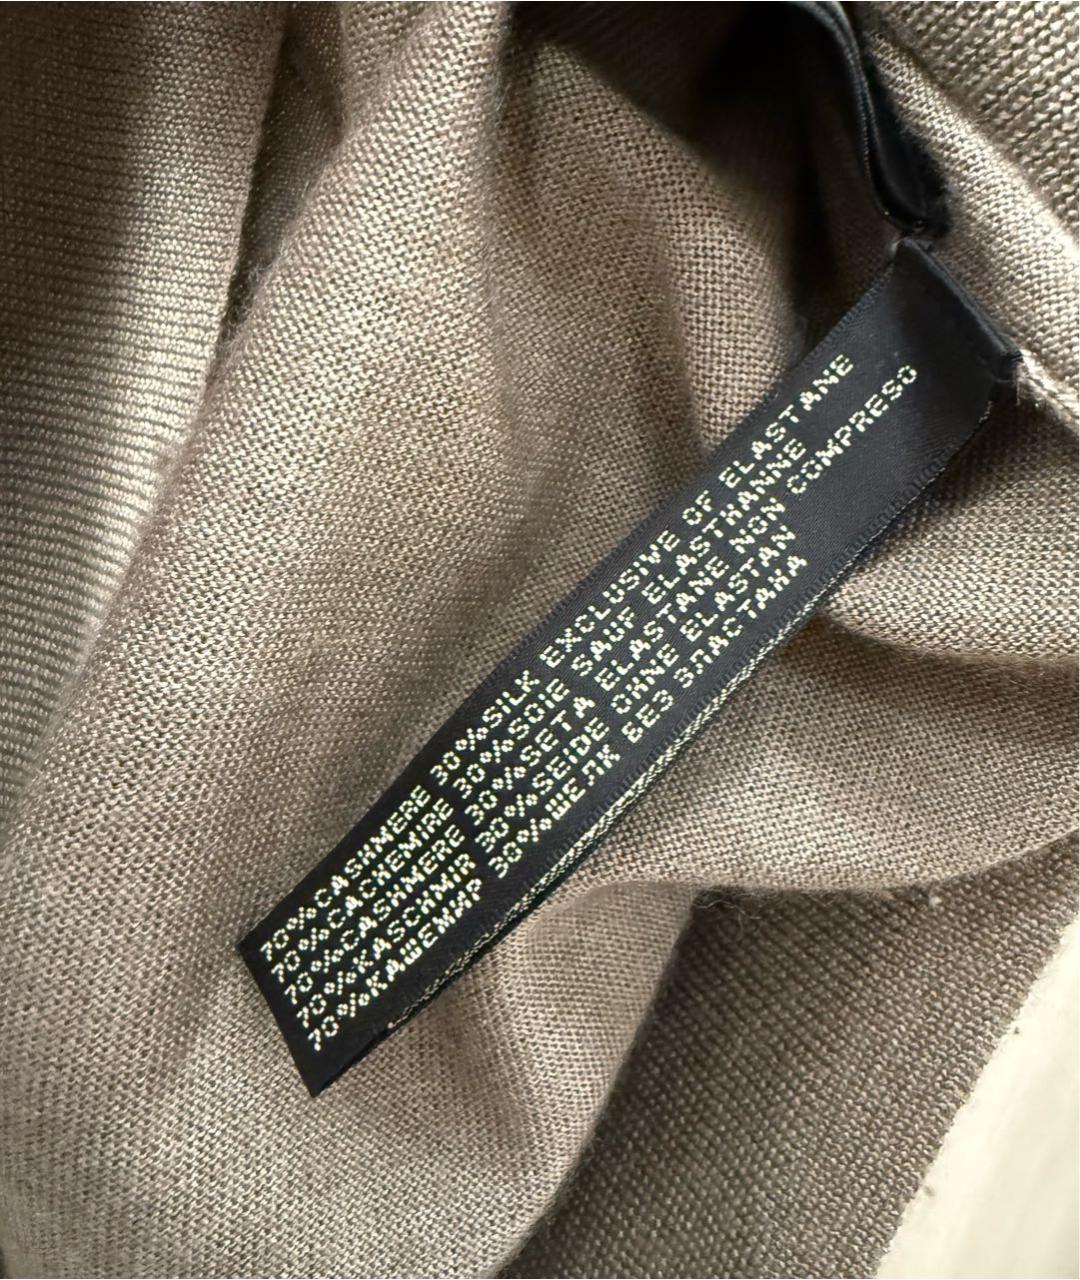 70%CASHMERE 30%SILK EXCLUSIVE OF ELASTANE
70%CACHEMIRE 30%SOIE SAUF ELASTHANNE
70%CASHMERE 30%SETA ELASTANE NON COMPRESO
70%KASCHMIR 30%SEIDE OHNE ELASTAN
70%КАШЕМИР 30%ШЕЛК БЕЗ ЭЛАСТАНА